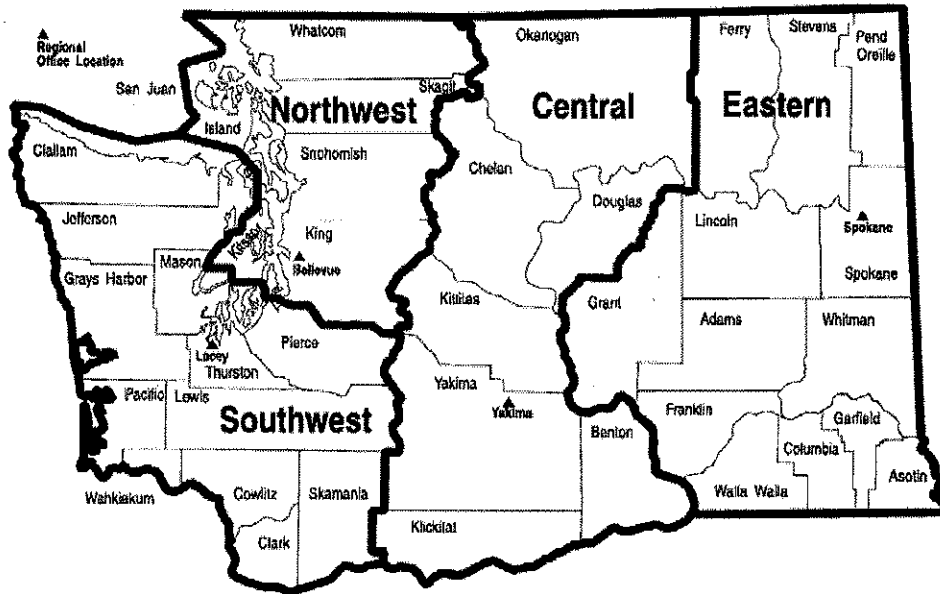 Regional
Office Location
Whatcom
Okanogan
Ferry
Stevens
Pend
Oreille
San Juan
Skagit
Island
Northwest
Central
Eastern
Clallam
Snohomish
Chelan
Douglas
Jefferson
King
Kitsap
Lincoln
Spokane
Mason
Bellevue
Grays Harbor
Kittitas
Grant
Spokane
Adams
Whitman
Pierce
Lacey
Thurston
Yakima
Pacific
Lewis
Yakima
Franklin
Garfield
Southwest
Benton
Columbia
Asotin
Wahkiakum
Cowlitz
Skamania
Walla Walla
Klickitat
Clark